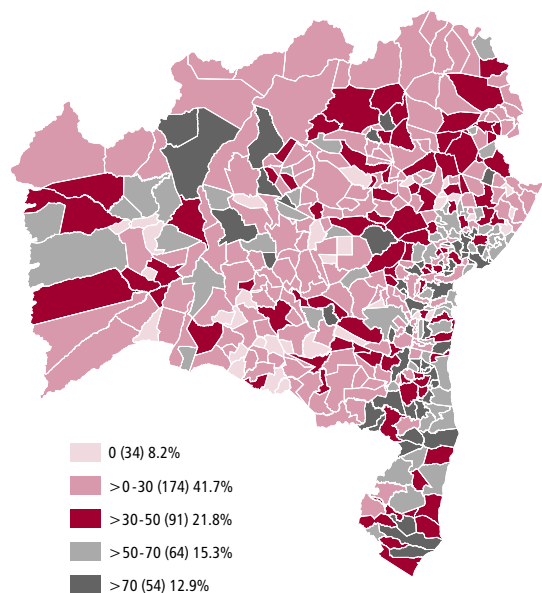 0 (34) 8.2%
>0-30 (174) 41.7%
>30-50 (91) 21.8%
>50-70 (64) 15.3%
>70 (54) 12.9%